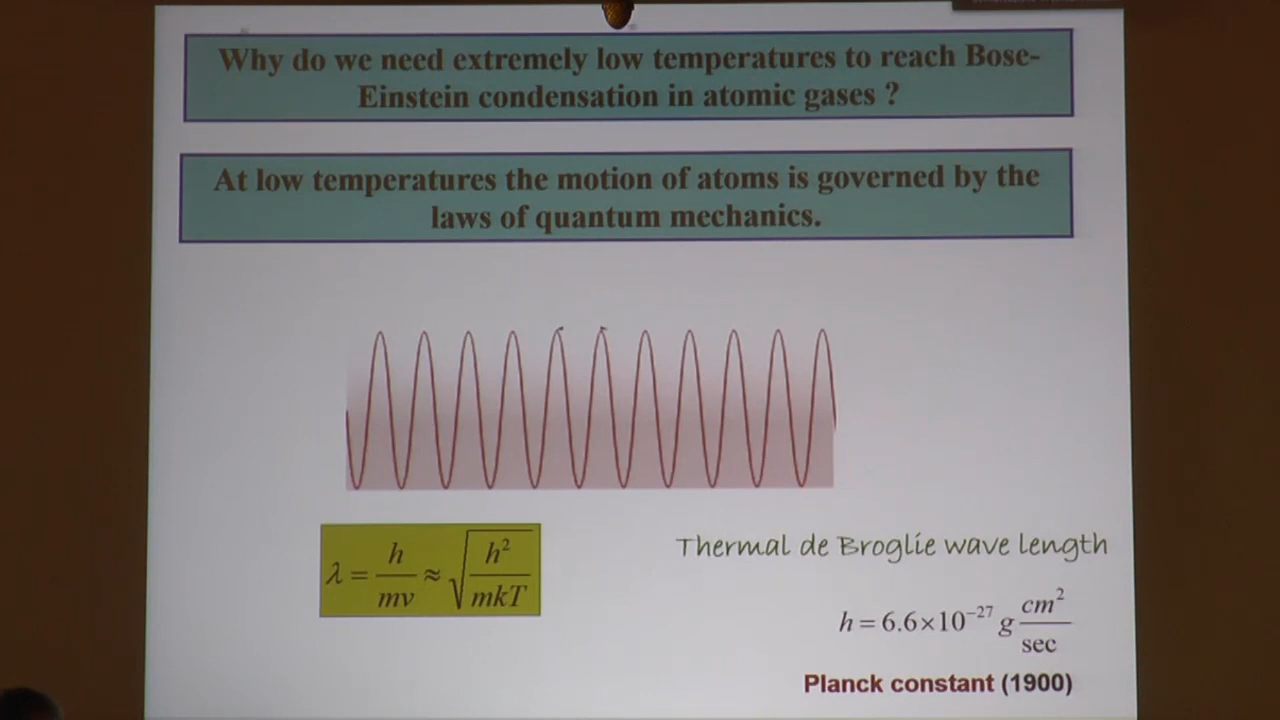 Why do we need extremely low temperatures to reach Bose-
Einstein condensation in atomic gases ?
At low temperatures the motion of atoms is governed by the
laws of quantum mechanics.
λ = h/mv ≈ √(h²/mkT)
Thermal de Broglie wave length
h = 6.6×10⁻²⁷ g cm²/sec
Planck constant (1900)